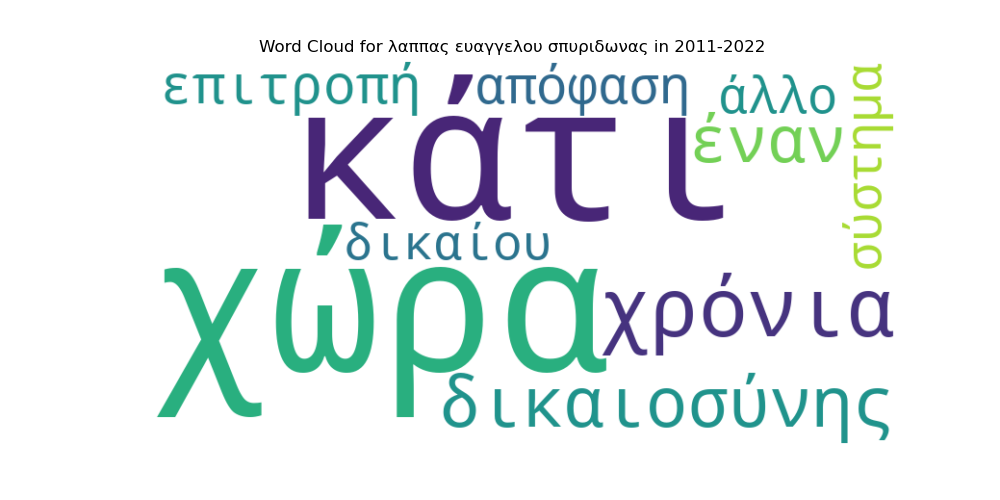 Word Cloud for λαππας ευαγγελου σπυριδωνας in 2011-2022
επιτροπή
απόφαση
άλλο
σύστημα
κάτι
έναν
δικαίου
χώρα
χρόνια
δικαιοσύνης